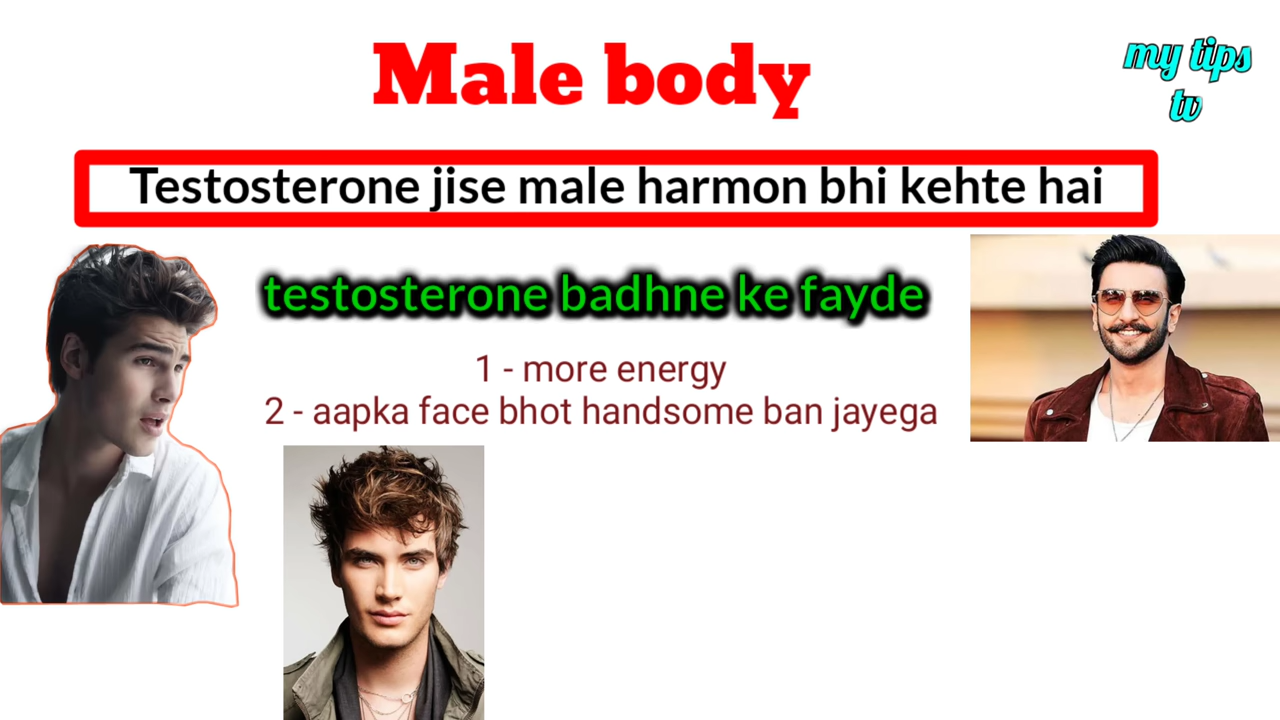 Male body
my tips
tv
Testosterone jise male harmon bhi kehte hai
testosterone badhne ke fayde
1 - more energy
2 - aapka face bhot handsome ban jayega